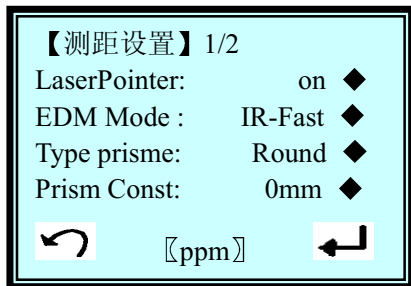 【测距设置】1/2
LaserPointer: on ◆
EDM Mode : IR-Fast ◆
Type prisme: Round ◆
Prism Const: 0mm ◆
〖ppm〗